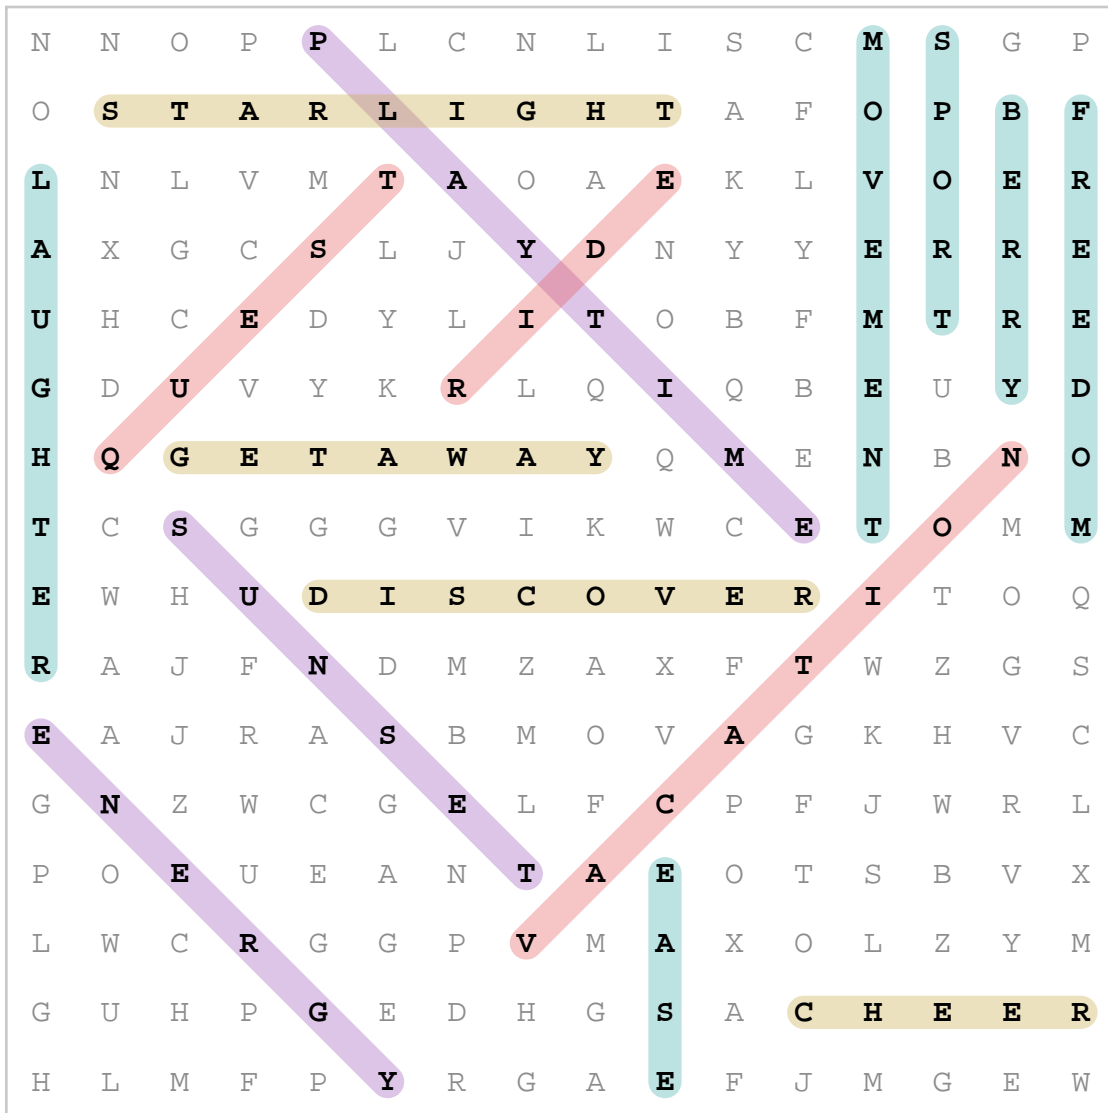 N N O P P L C N L I S C M S G P
O S T A R L I G H T A F O P B F
L N L V M T A O A E K L V O E R
A X G C S L J Y D N Y Y E R R E
U H C E D Y L I T O B F M T R E
G D U V Y K R L Q I Q B E U Y D
H Q G E T A W A Y Q M E N B N O
T C S G G G V I K W C E T O M M
E W H U D I S C O V E R I T O Q
R A J F N D M Z A X F T W Z G S
E A J R A S B M O V A G K H V C
G N Z W C G E L F C P F J W R L
P O E U E A N T A E O T S B V X
L W C R G G P V M A X O L Z Y M
G U H P G E D H G S A C H E E R
H L M F P Y R G A E F J M G E W